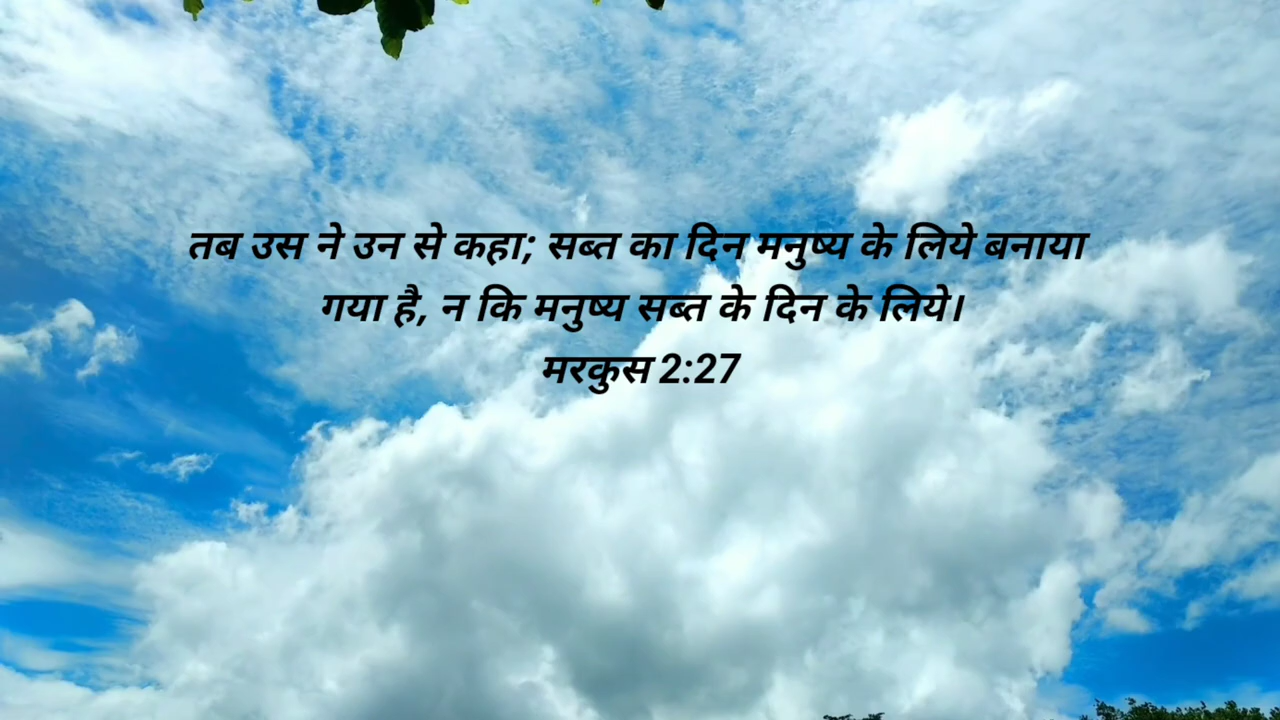 तब उस ने उन से कहा; सब्त का दिन मनुष्य के लिये बनाया
गया है, न कि मनुष्य सब्त के दिन के लिये।
मरकुस 2:27